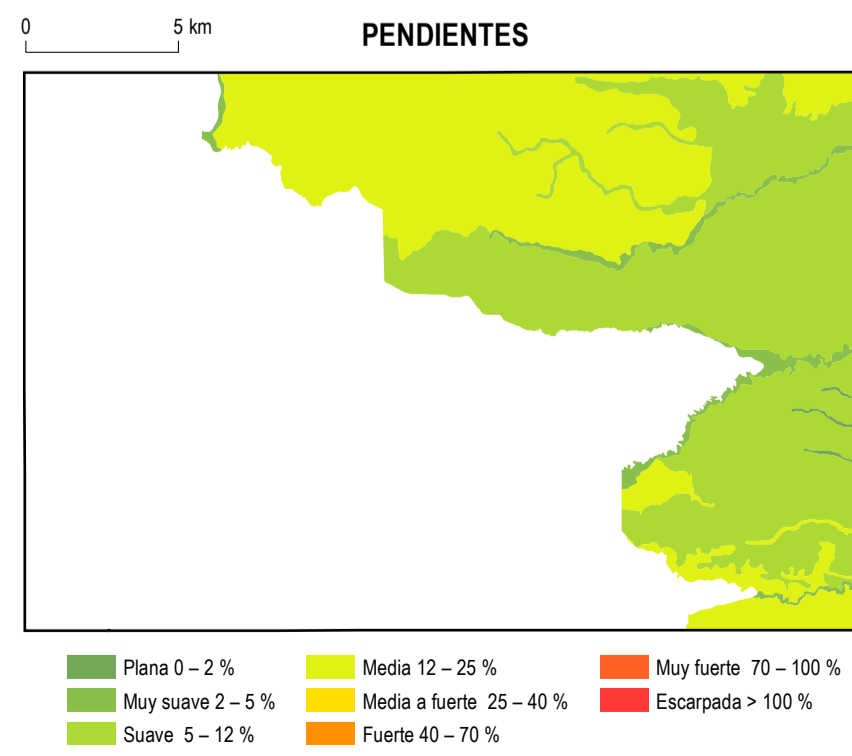 0 5 km
PENDIENTES
Plana 0 – 2 %
Muy suave 2 – 5 %
Suave 5 – 12 %
Media 12 – 25 %
Media a fuerte 25 – 40 %
Fuerte 40 – 70 %
Muy fuerte 70 – 100 %
Escarpada > 100 %